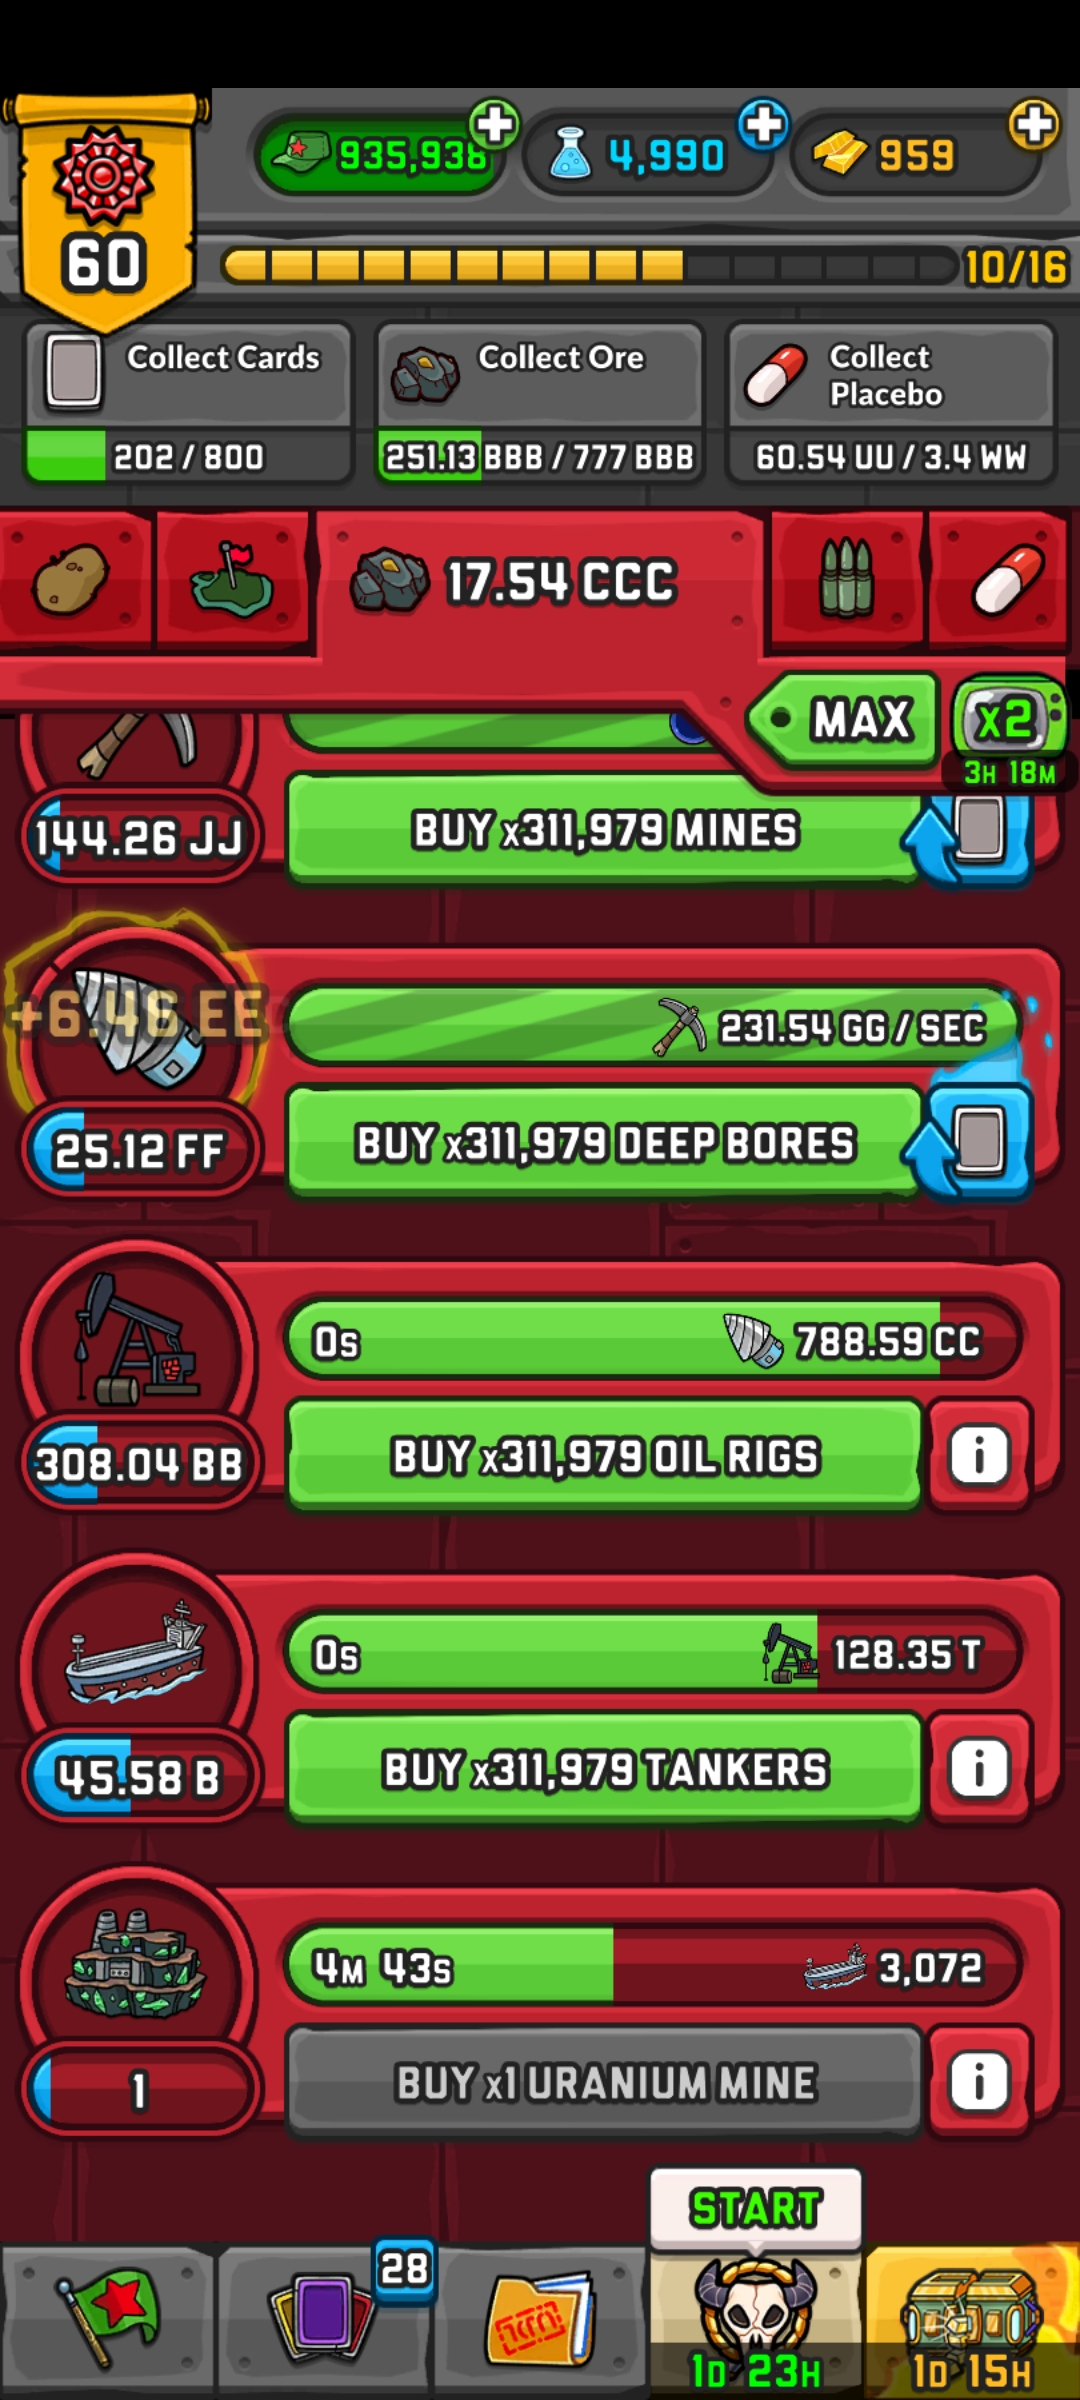 935,938
4,990
959
60
10/16
Collect Cards
202 / 800
Collect Ore
251.13 BBB / 777 BBB
Collect
Placebo
60.54 UU / 3.4 WW
17.54 CCC
MAX
x2
3H 18M
144.26 JJ
BUY x311,979 MINES
+6.46 EE
231.54 GG / SEC
25.12 FF
BUY x311,979 DEEP BORES
0s
788.59 CC
308.04 BB
BUY x311,979 OIL RIGS
i
0s
128.35 T
45.58 B
BUY x311,979 TANKERS
i
4M 43s
3,072
1
BUY x1 URANIUM MINE
i
START
28
1D 23H
1D 15H